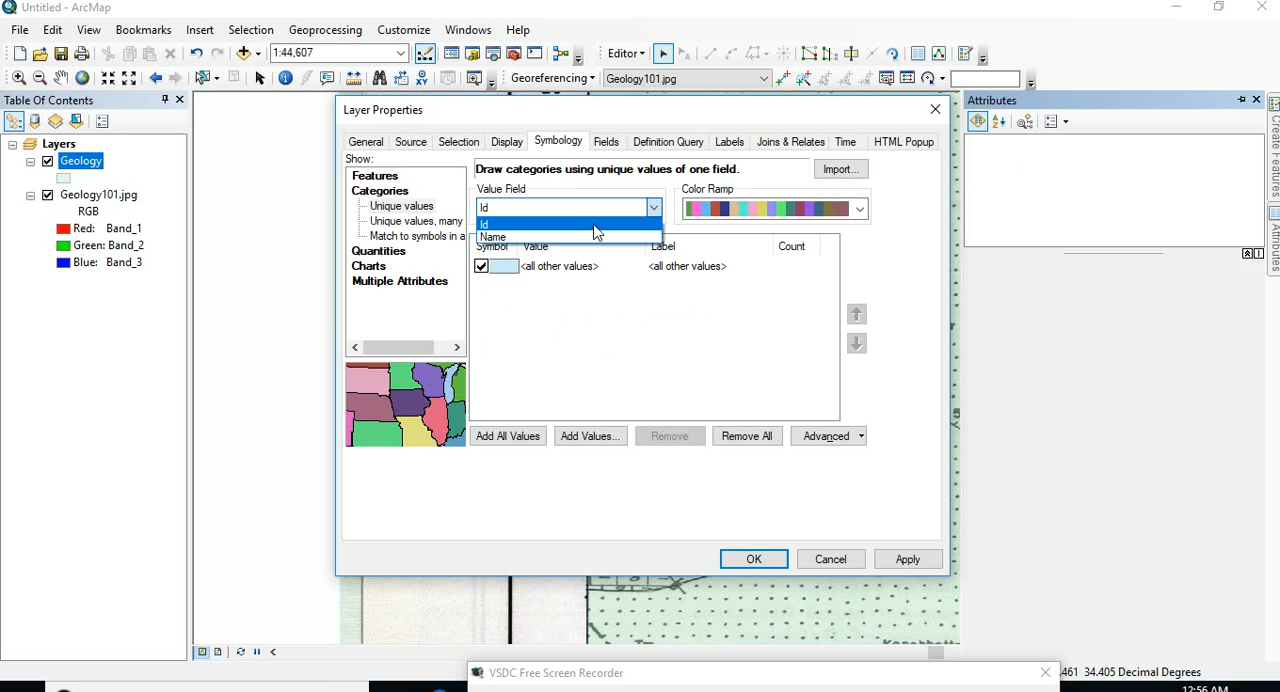 Untitled - ArcMap
File Edit View Bookmarks Insert Selection Geoprocessing Customize Windows Help
1:44,607 Editor
Georeferencing Geology101.jpg
Table Of Contents
Layers
Geology
Geology101.jpg
RGB
Red: Band_1
Green: Band_2
Blue: Band_3
Layer Properties
General Source Selection Display Symbology Fields Definition Query Labels Joins & Relates Time HTML Popup
Show:
Features
Categories
Unique values
Unique values, many
Match to symbols in a
Quantities
Charts
Multiple Attributes
Draw categories using unique values of one field. Import...
Value Field Color Ramp
Id
Id
Name
Symbol Value Label Count
<all other values> <all other values>
Add All Values Add Values... Remove Remove All Advanced
OK Cancel Apply
Attributes
Create Features
Attributes
VSDC Free Screen Recorder
.461 34.405 Decimal Degrees
12:56 AM